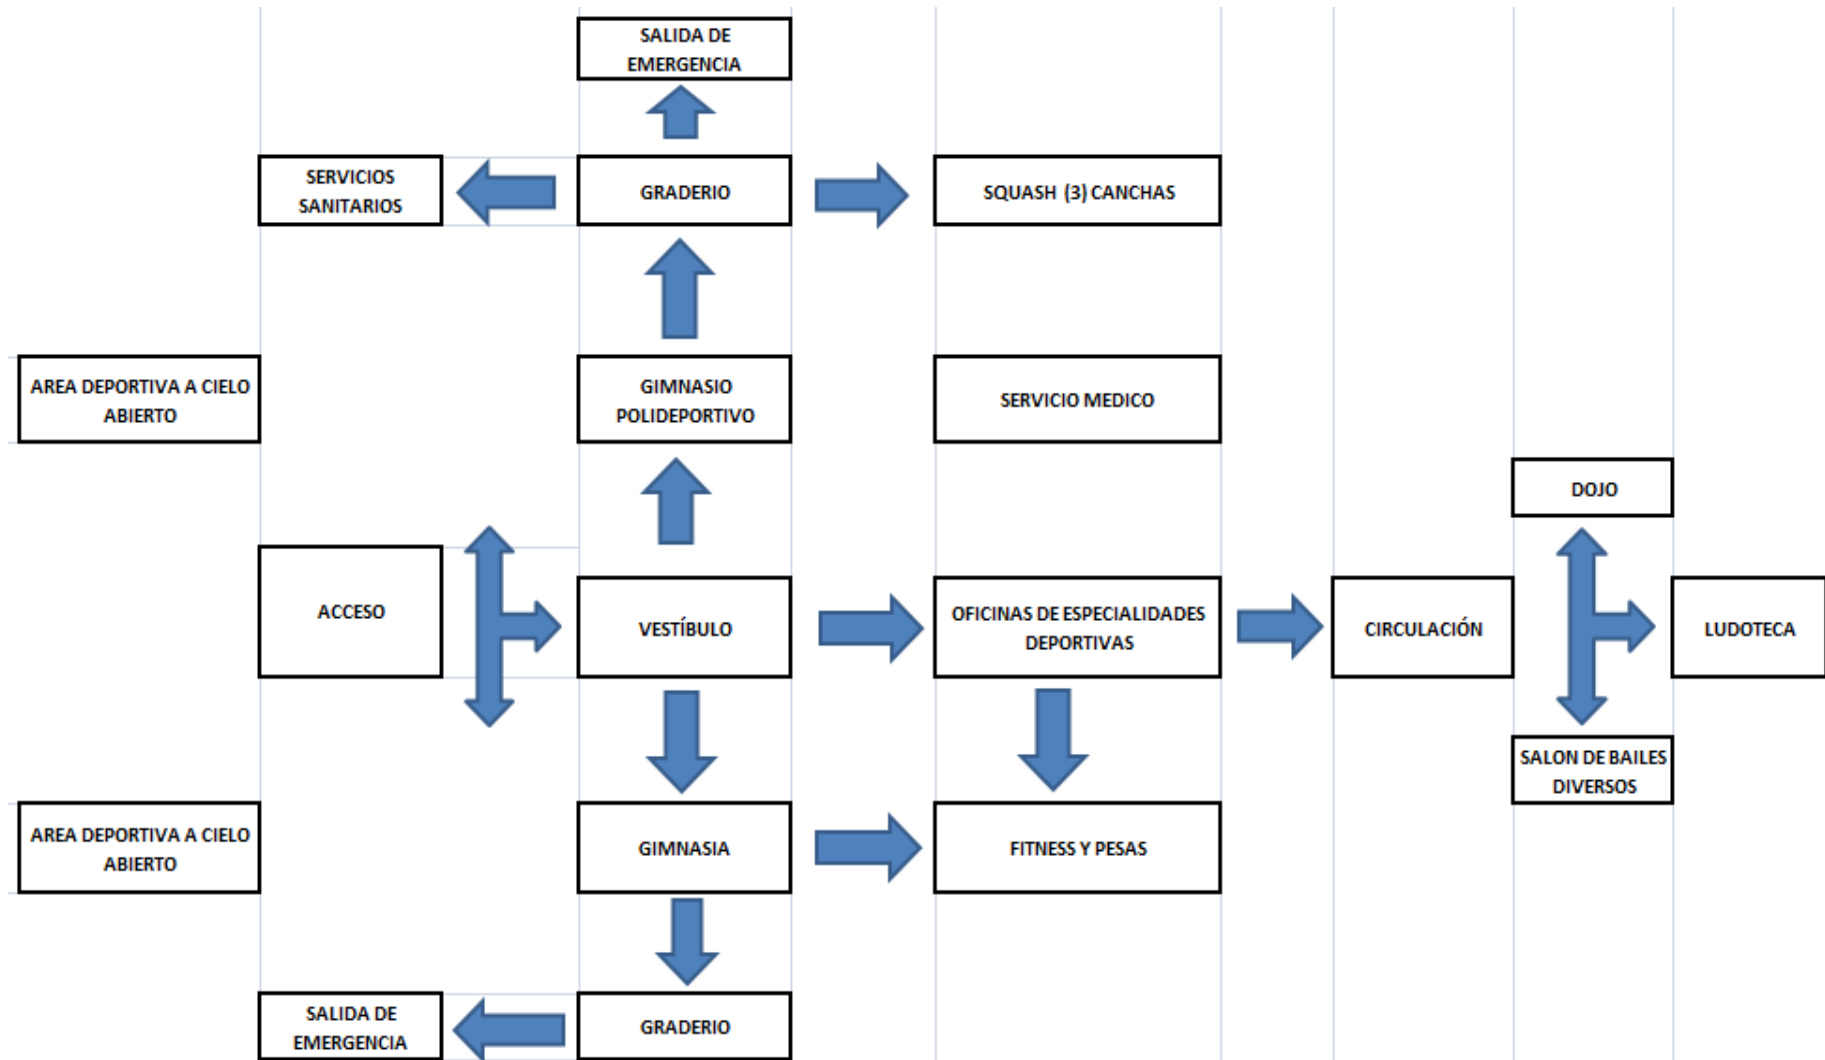 SALIDA DE
EMERGENCIA
SERVICIOS
SANITARIOS
GRADERIO
SQUASH (3) CANCHAS
AREA DEPORTIVA A CIELO
ABIERTO
GIMNASIO
POLIDEPORTIVO
SERVICIO MEDICO
DOJO
ACCESO
VESTÍBULO
OFICINAS DE ESPECIALIDADES
DEPORTIVAS
CIRCULACIÓN
LUDOTECA
SALON DE BAILES
DIVERSOS
AREA DEPORTIVA A CIELO
ABIERTO
GIMNASIA
FITNESS Y PESAS
SALIDA DE
EMERGENCIA
GRADERIO